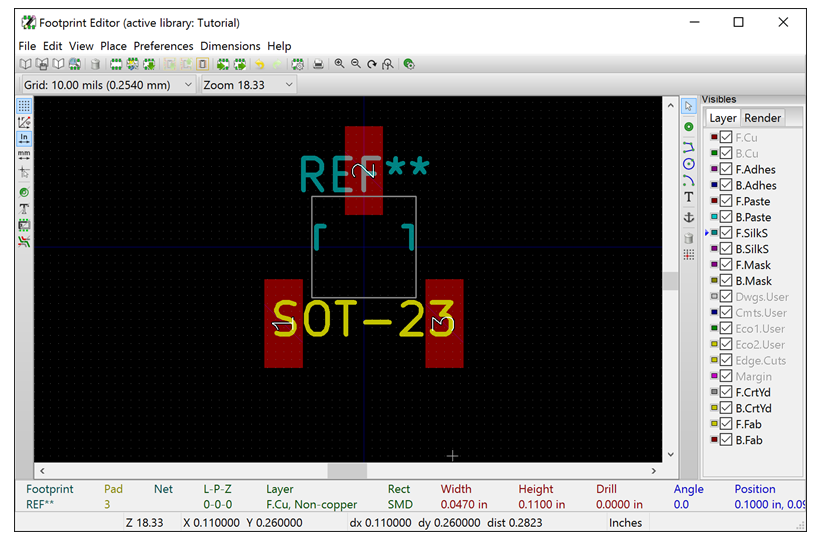 Footprint Editor (active library: Tutorial)
File Edit View Place Preferences Dimensions Help
Grid: 10.00 mils (0.2540 mm) Zoom 18.33
Visibles
Layer Render
In
mm
REF**
2
SOT-23
1
3
F.Cu
B.Cu
F.Adhes
B.Adhes
F.Paste
B.Paste
F.SilkS
B.SilkS
F.Mask
B.Mask
Dwgs.User
Cmts.User
Eco1.User
Eco2.User
Edge.Cuts
Margin
F.CrtYd
B.CrtYd
F.Fab
B.Fab
Footprint Pad Net L-P-Z Layer Rect Width Height Drill Angle Position
REF** 3 0-0-0 F.Cu, Non-copper SMD 0.0470 in 0.1100 in 0.0000 in 0.0 0.1000 in, 0.09
Z 18.33 X 0.110000 Y 0.260000 dx 0.110000 dy 0.260000 dist 0.2823 Inches